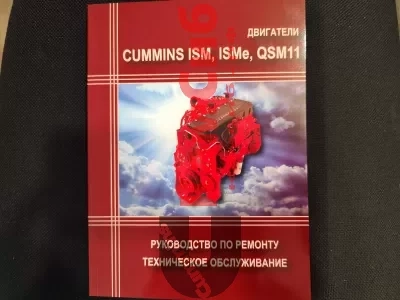 ДВИГАТЕЛИ
CUMMINS ISM, ISMe, QSM11
РУКОВОДСТВО ПО РЕМОНТУ
ТЕХНИЧЕСКОЕ ОБСЛУЖИВАНИЕ